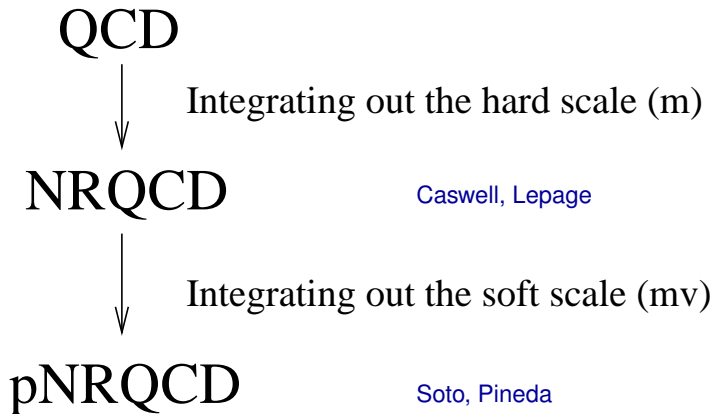 QCD
Integrating out the hard scale (m)
NRQCD
Caswell, Lepage
Integrating out the soft scale (mv)
pNRQCD
Soto, Pineda